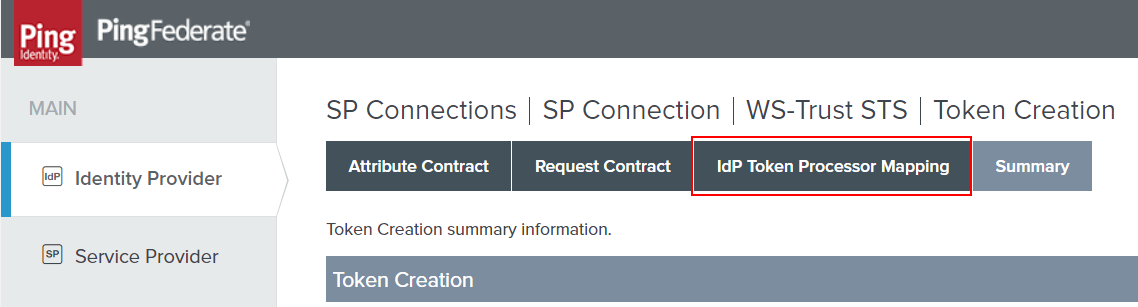 Ping
Identity.
PingFederate®
MAIN
IdP Identity Provider
SP Service Provider
SP Connections | SP Connection | WS-Trust STS | Token Creation
Attribute Contract Request Contract IdP Token Processor Mapping Summary
Token Creation summary information.
Token Creation